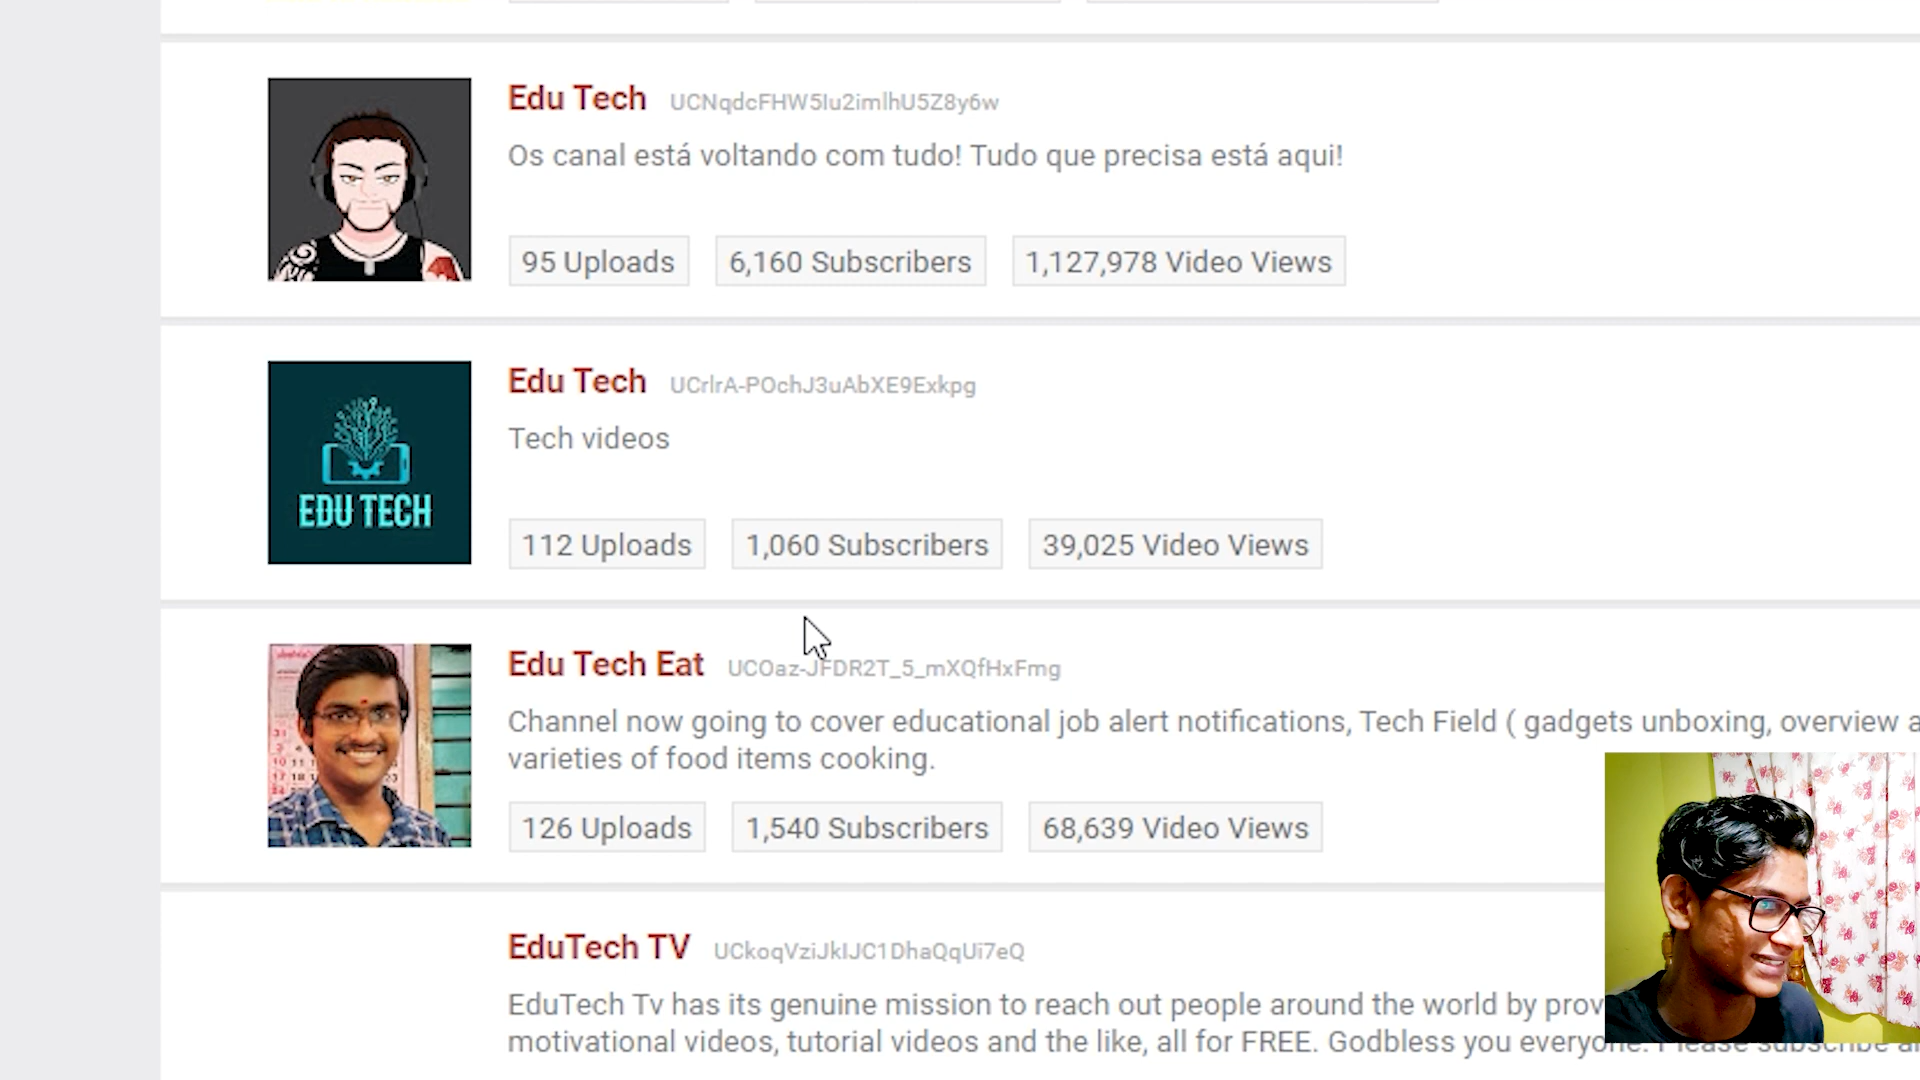 Edu Tech UCNqdcFHW5Iu2imlhU5Z8y6w
Os canal está voltando com tudo! Tudo que precisa está aqui!
95 Uploads 6,160 Subscribers 1,127,978 Video Views
Edu Tech UCrlrA-POchJ3uAbXE9Exkpg
Tech videos
EDU TECH
112 Uploads 1,060 Subscribers 39,025 Video Views
Edu Tech Eat UCOaz-JFDR2T_5_mXQfHxFmg
Channel now going to cover educational job alert notifications, Tech Field ( gadgets unboxing, overview a
varieties of food items cooking.
126 Uploads 1,540 Subscribers 68,639 Video Views
EduTech TV UCkoqVziJkIJC1DhaQqUi7eQ
EduTech Tv has its genuine mission to reach out people around the world by prov
motivational videos, tutorial videos and the like, all for FREE. Godbless you everyone. Please subscribe